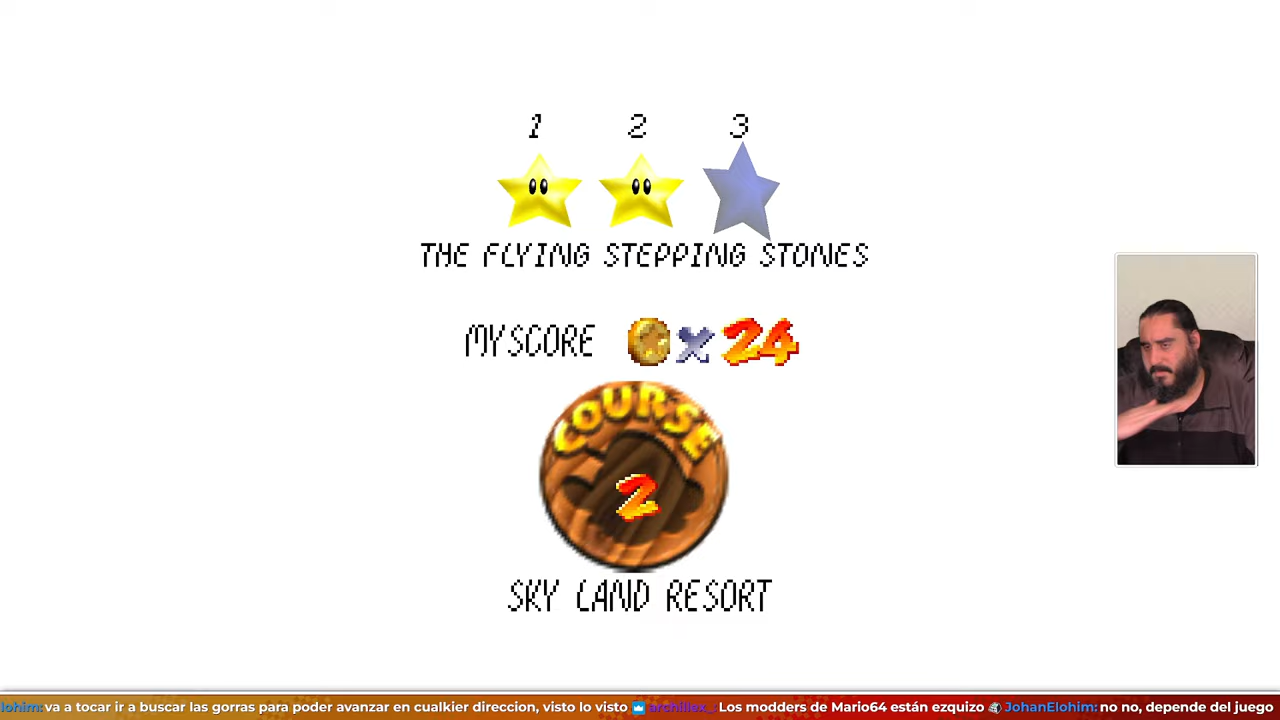 1 2 3
THE FLYING STEPPING STONES
MY SCORE x 24
COURSE
2
SKY LAND RESORT
lohim: va a tocar ir a buscar las gorras para poder avanzar en cualkier direccion, visto lo visto archillex_: Los modders de Mario64 están ezquizo JohanElohim: no no, depende del juego